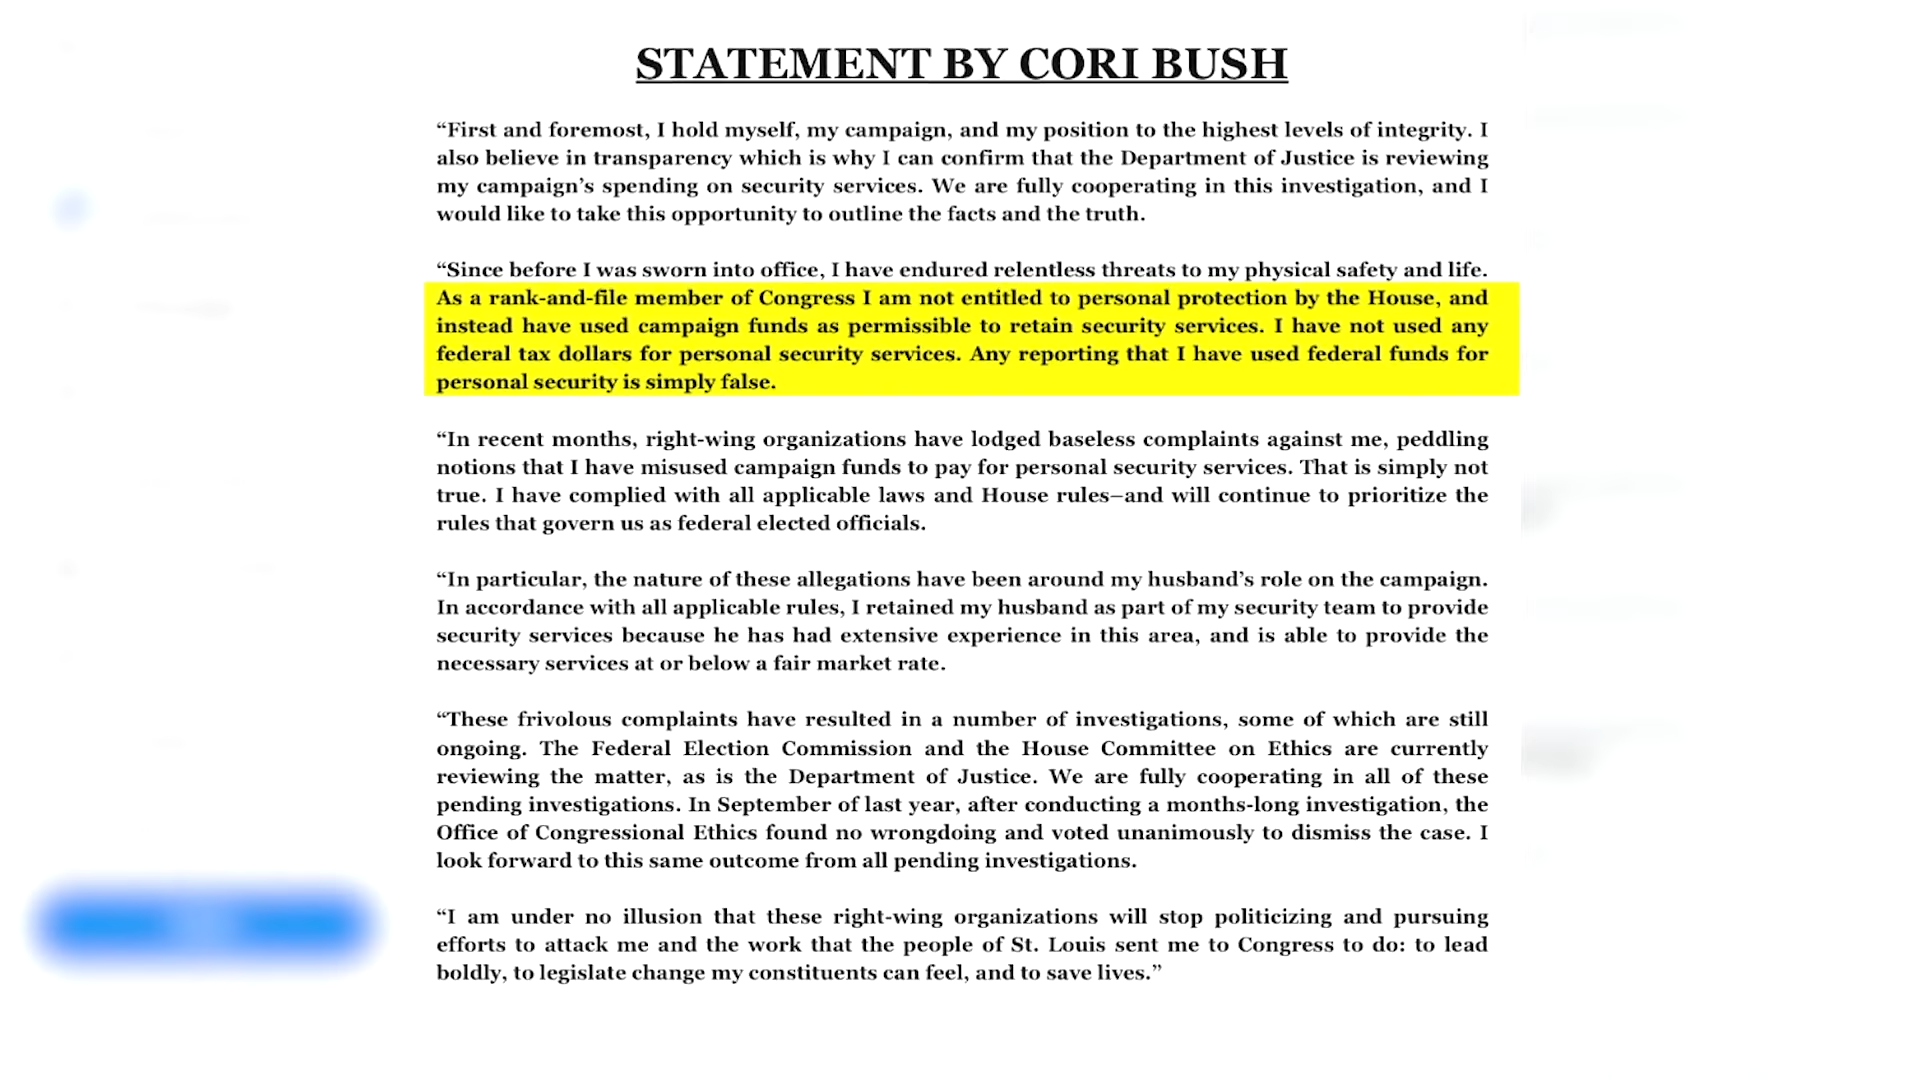 STATEMENT BY CORI BUSH
“First and foremost, I hold myself, my campaign, and my position to the highest levels of integrity. I
also believe in transparency which is why I can confirm that the Department of Justice is reviewing
my campaign’s spending on security services. We are fully cooperating in this investigation, and I
would like to take this opportunity to outline the facts and the truth.
“Since before I was sworn into office, I have endured relentless threats to my physical safety and life.
As a rank-and-file member of Congress I am not entitled to personal protection by the House, and
instead have used campaign funds as permissible to retain security services. I have not used any
federal tax dollars for personal security services. Any reporting that I have used federal funds for
personal security is simply false.
“In recent months, right-wing organizations have lodged baseless complaints against me, peddling
notions that I have misused campaign funds to pay for personal security services. That is simply not
true. I have complied with all applicable laws and House rules–and will continue to prioritize the
rules that govern us as federal elected officials.
“In particular, the nature of these allegations have been around my husband’s role on the campaign.
In accordance with all applicable rules, I retained my husband as part of my security team to provide
security services because he has had extensive experience in this area, and is able to provide the
necessary services at or below a fair market rate.
“These frivolous complaints have resulted in a number of investigations, some of which are still
ongoing. The Federal Election Commission and the House Committee on Ethics are currently
reviewing the matter, as is the Department of Justice. We are fully cooperating in all of these
pending investigations. In September of last year, after conducting a months-long investigation, the
Office of Congressional Ethics found no wrongdoing and voted unanimously to dismiss the case. I
look forward to this same outcome from all pending investigations.
“I am under no illusion that these right-wing organizations will stop politicizing and pursuing
efforts to attack me and the work that the people of St. Louis sent me to Congress to do: to lead
boldly, to legislate change my constituents can feel, and to save lives.”